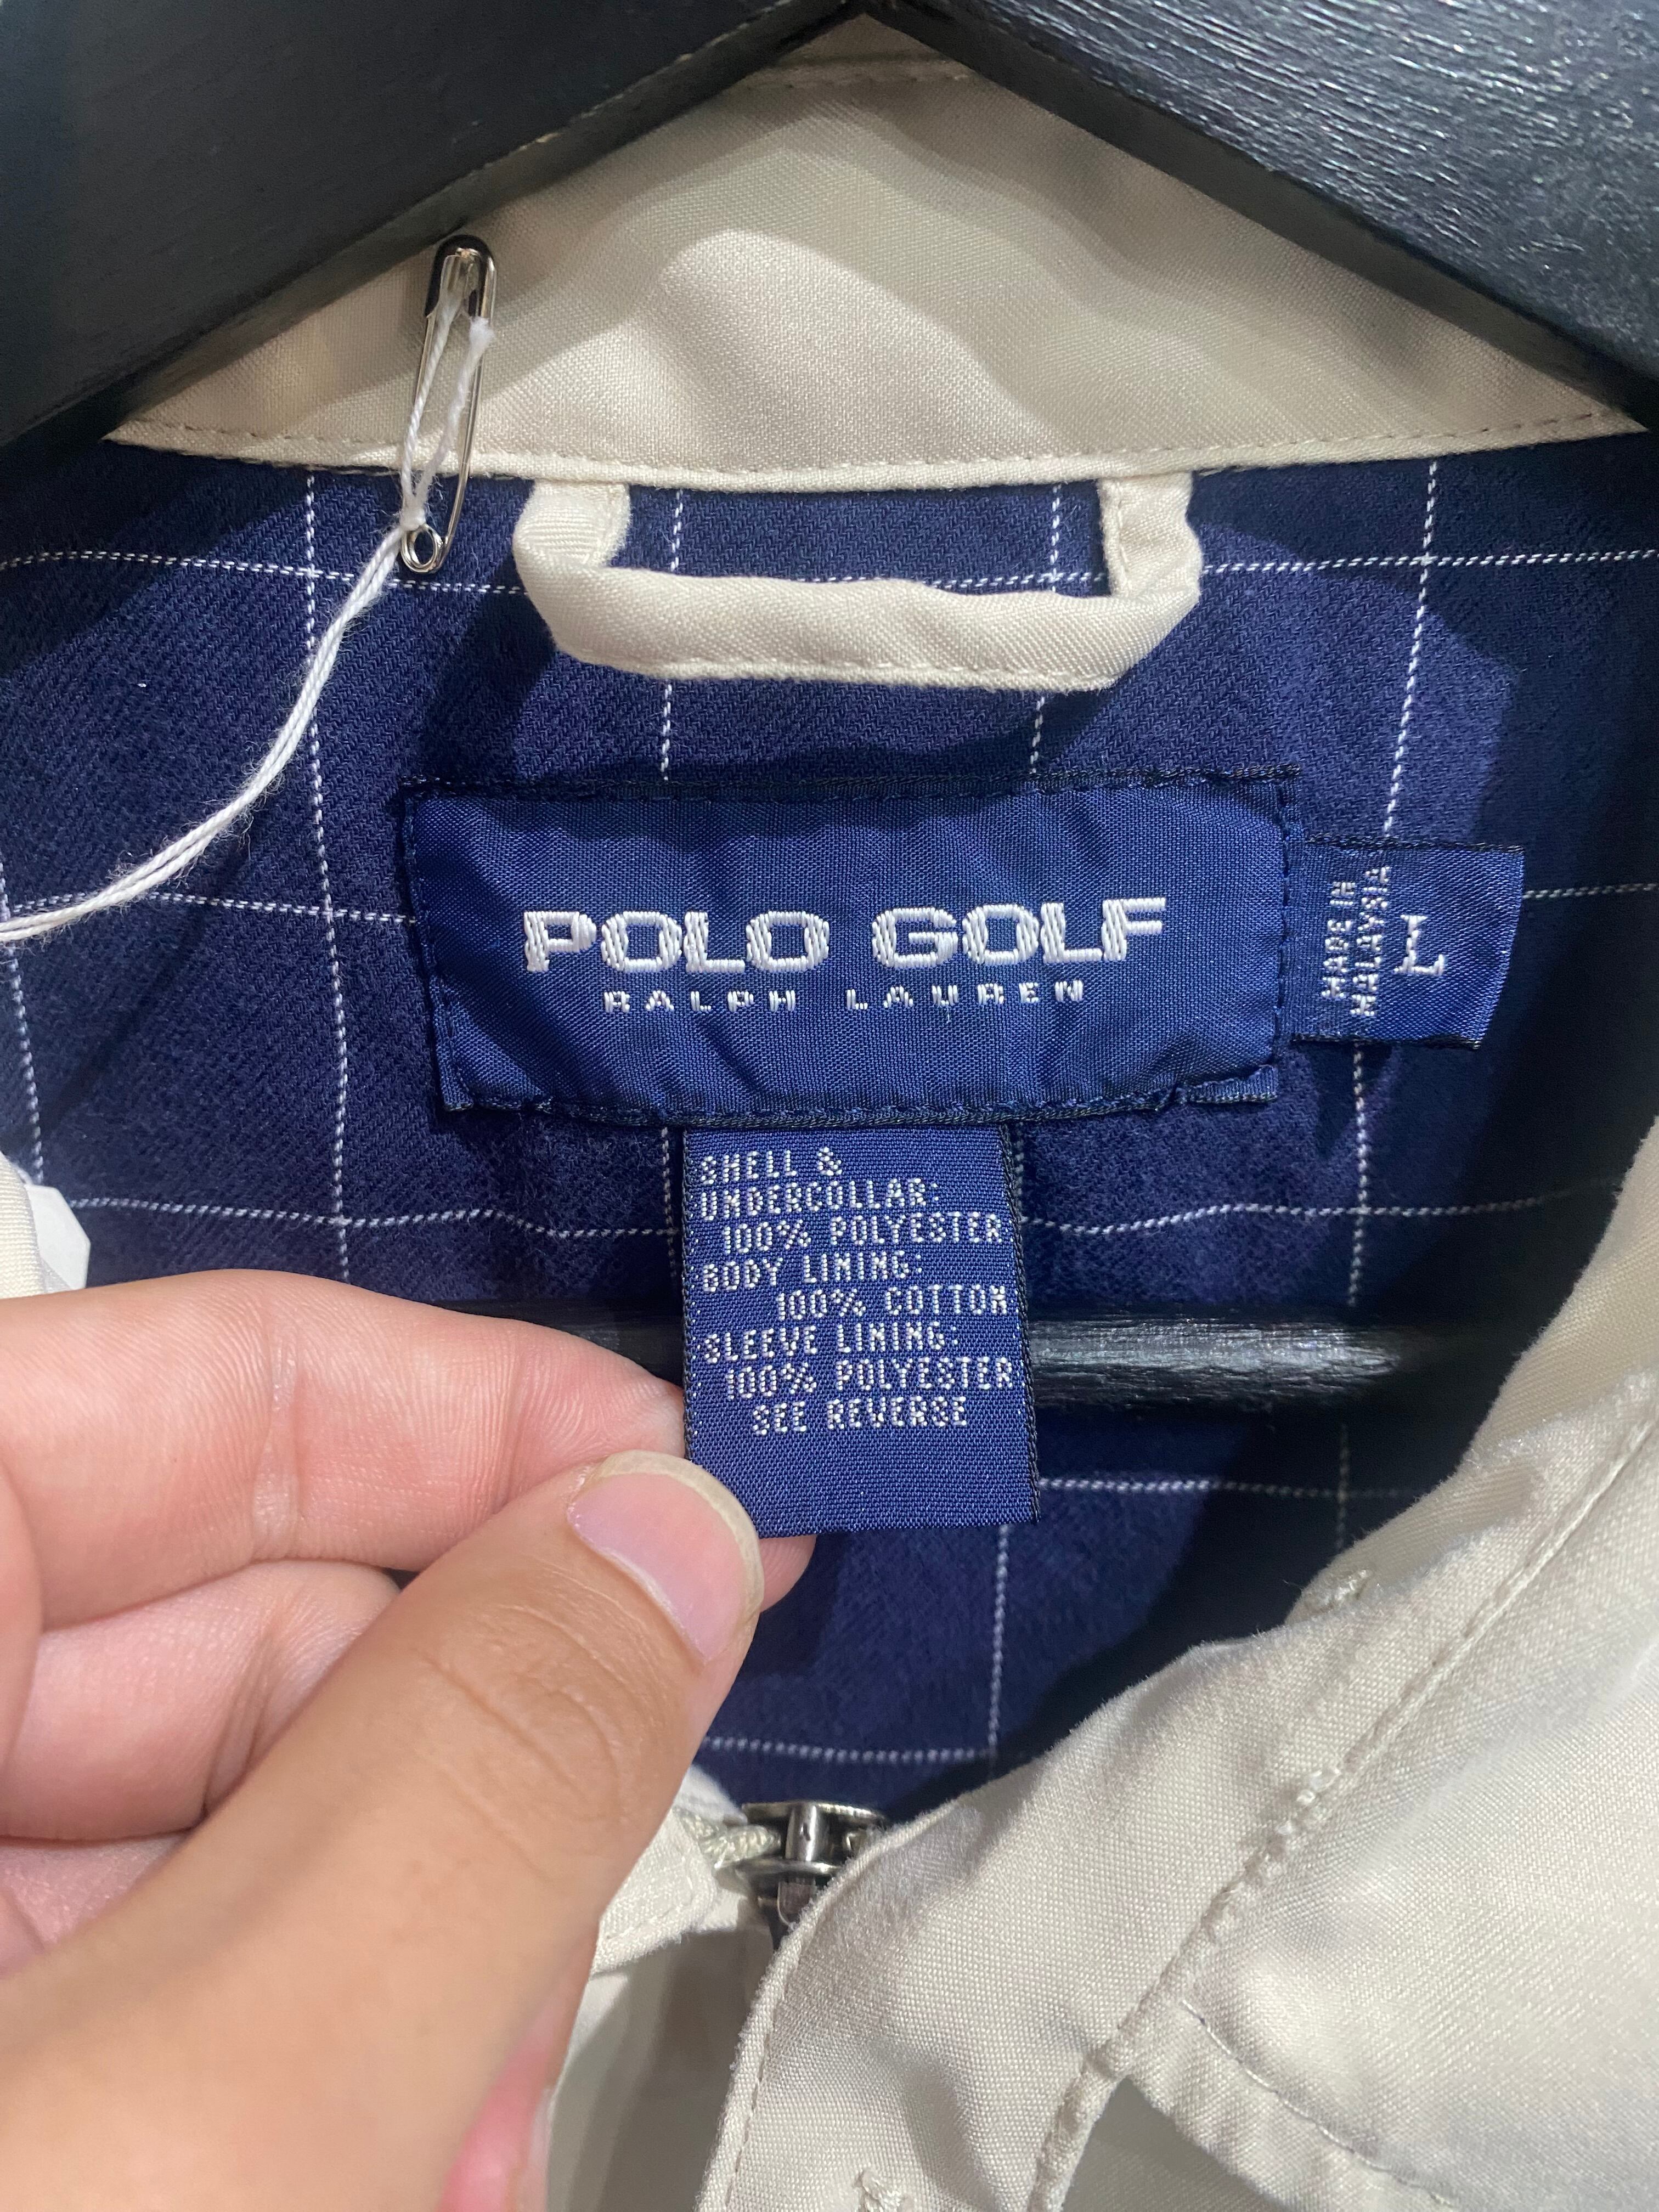 POLO GOLF
RALPH LAUREN
MADE IN
MALAYSIA
L
SHELL &
UNDERCOLLAR:
100% POLYESTER
BODY LINING:
100% COTTON
SLEEVE LINING:
100% POLYESTER
SEE REVERSE